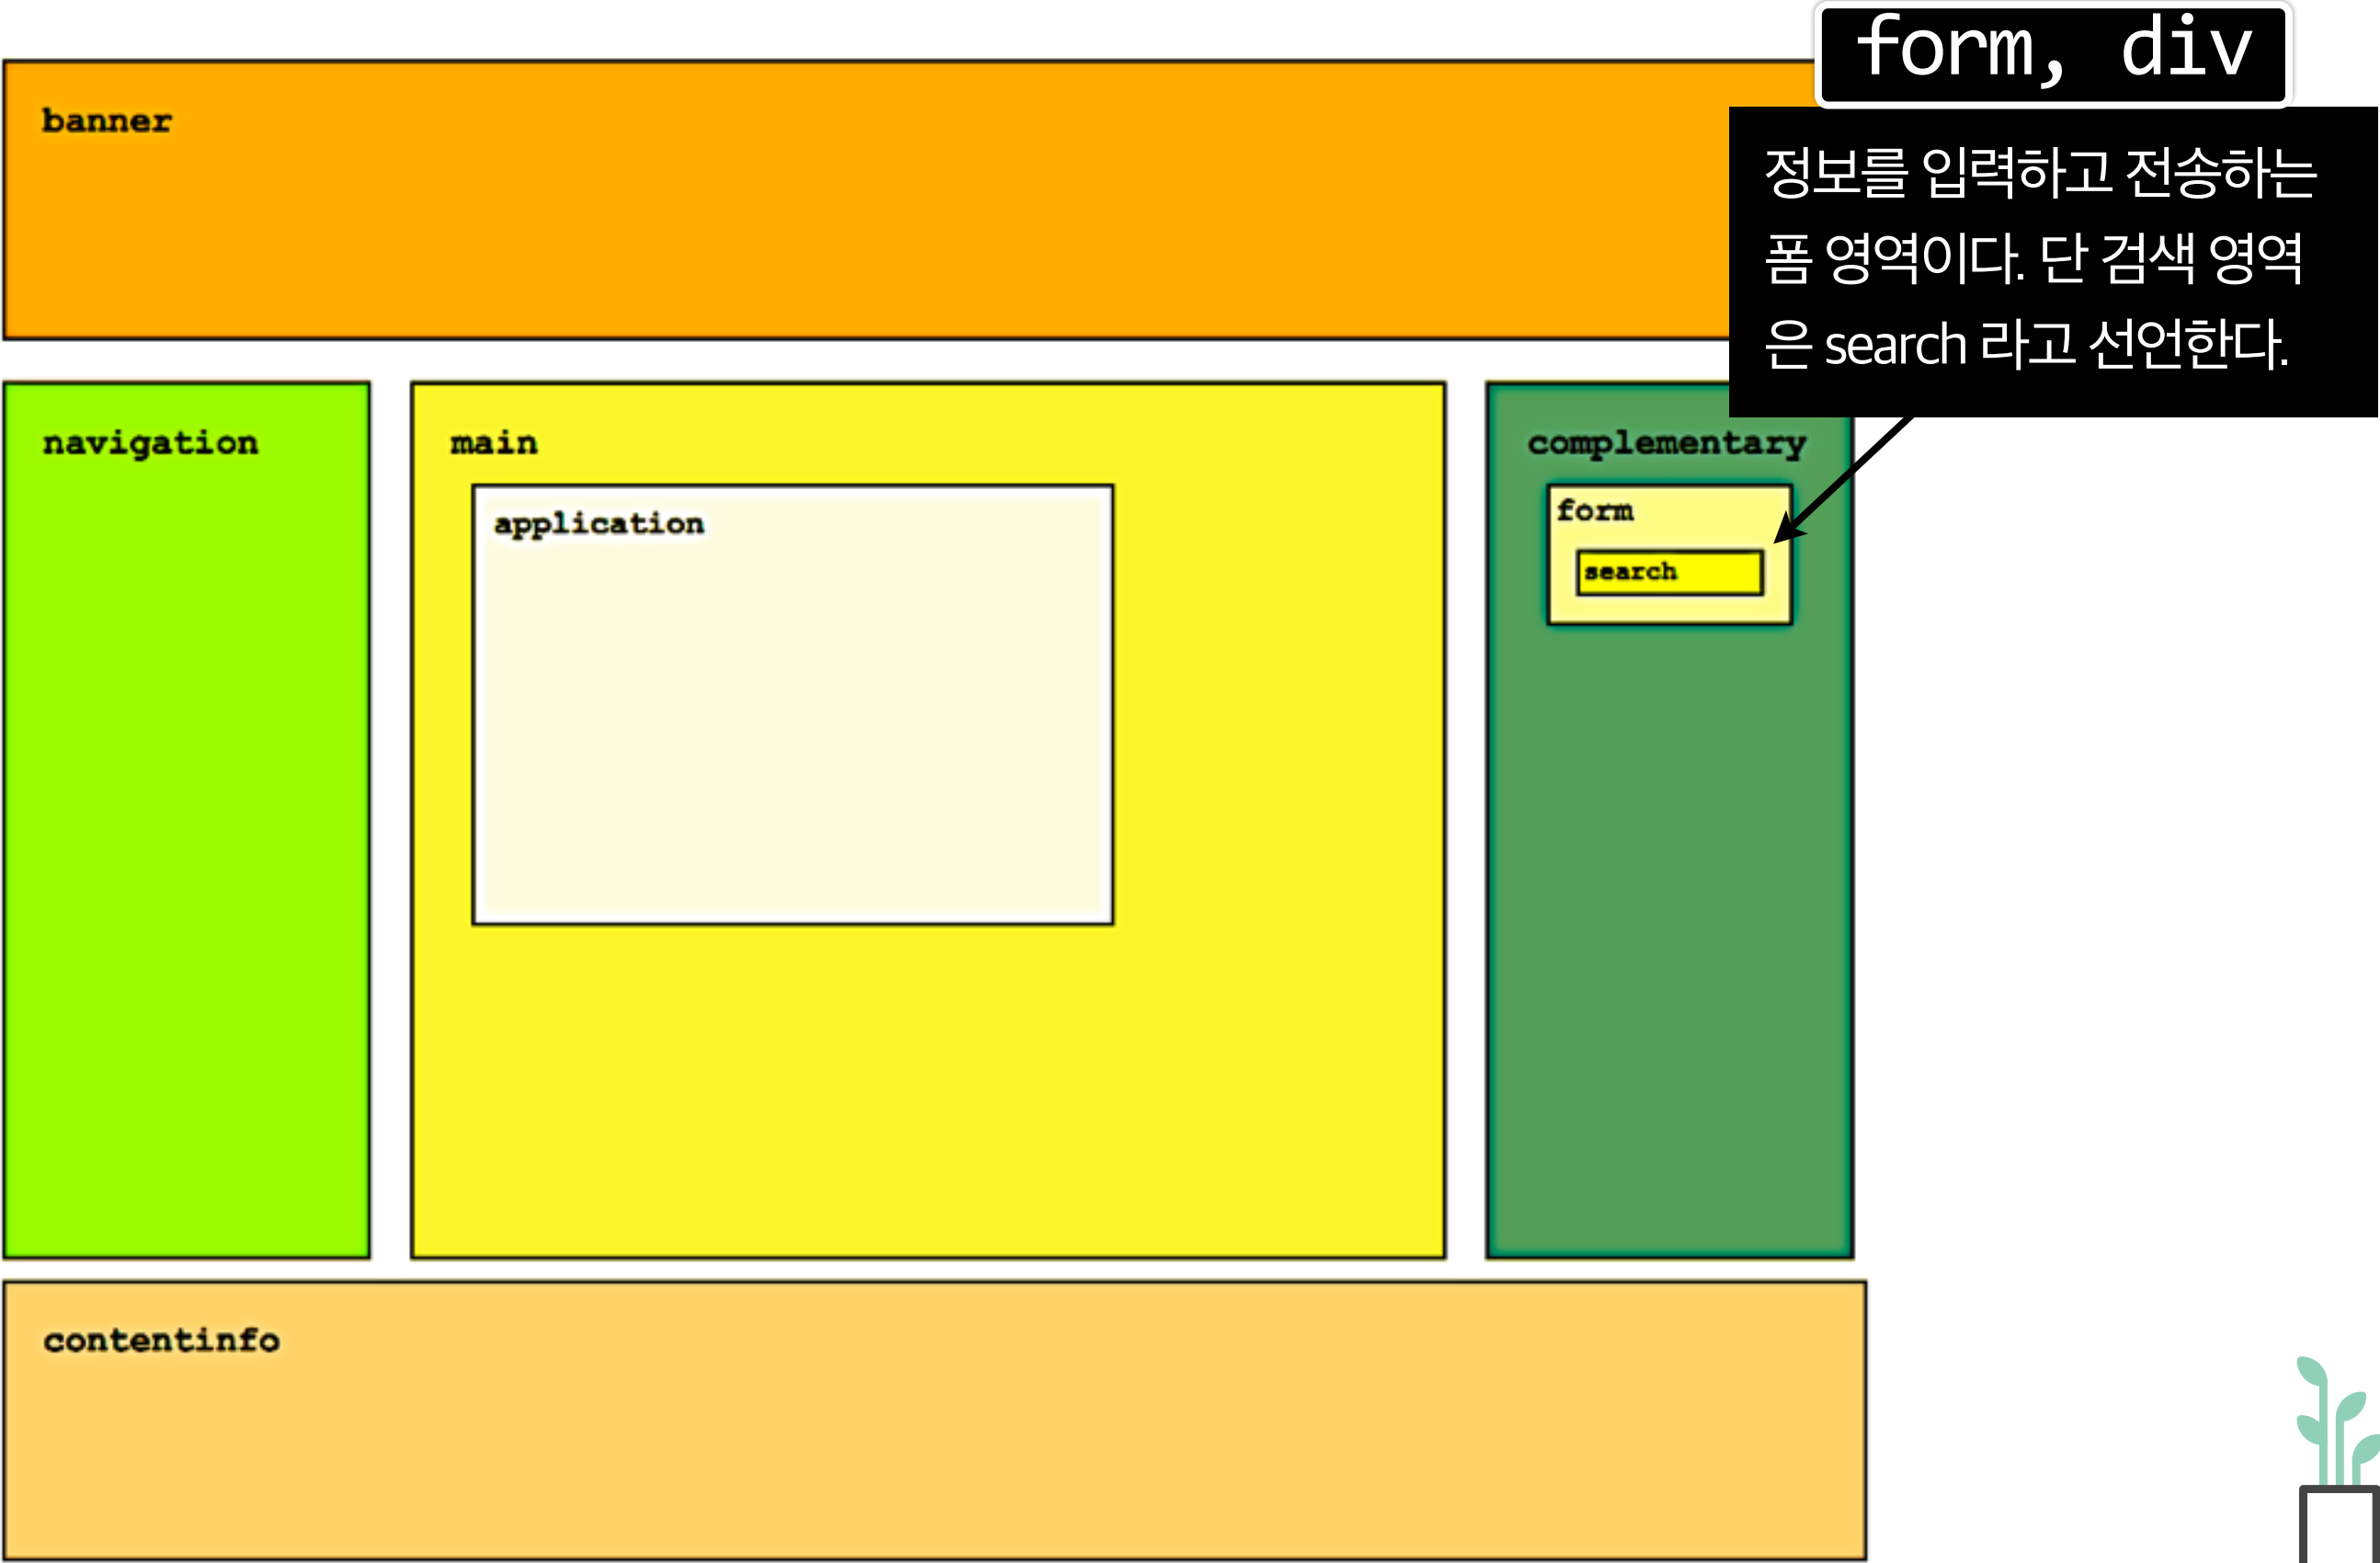 form, div
banner
정보를 입력하고 전송하는
폼 영역이다. 단 검색 영역
은 search 라고 선언한다.
navigation
main
complementary
application
form
search
contentinfo